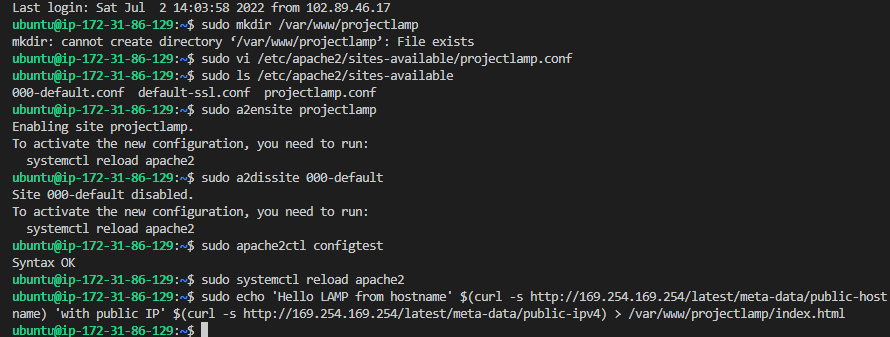 Last login: Sat Jul  2 14:03:58 2022 from 102.89.46.17
ubuntu@ip-172-31-86-129:~$ sudo mkdir /var/www/projectlamp
mkdir: cannot create directory ‘/var/www/projectlamp’: File exists
ubuntu@ip-172-31-86-129:~$ sudo vi /etc/apache2/sites-available/projectlamp.conf
ubuntu@ip-172-31-86-129:~$ sudo ls /etc/apache2/sites-available
000-default.conf  default-ssl.conf  projectlamp.conf
ubuntu@ip-172-31-86-129:~$ sudo a2ensite projectlamp
Enabling site projectlamp.
To activate the new configuration, you need to run:
  systemctl reload apache2
ubuntu@ip-172-31-86-129:~$ sudo a2dissite 000-default
Site 000-default disabled.
To activate the new configuration, you need to run:
  systemctl reload apache2
ubuntu@ip-172-31-86-129:~$ sudo apache2ctl configtest
Syntax OK
ubuntu@ip-172-31-86-129:~$ sudo systemctl reload apache2
ubuntu@ip-172-31-86-129:~$ sudo echo 'Hello LAMP from hostname' $(curl -s http://169.254.169.254/latest/meta-data/public-host
name) 'with public IP' $(curl -s http://169.254.169.254/latest/meta-data/public-ipv4) > /var/www/projectlamp/index.html
ubuntu@ip-172-31-86-129:~$